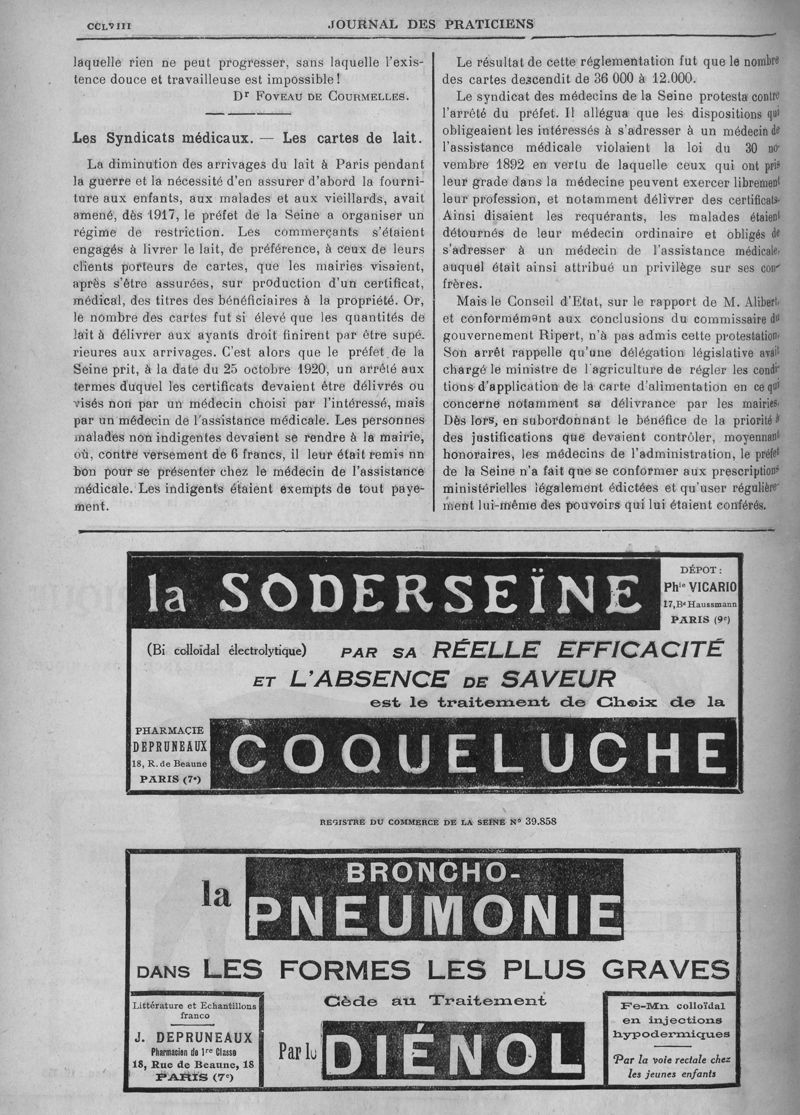 CCLVIII
JOURNAL DES PRATICIENS
laquelle rien ne peut progresser, sans laquelle l'exis-
tence douce et travailleuse est impossible !
Dr FOVEAU DE COURMELLES.
Les Syndicats médicaux. — Les cartes de lait.
La diminution des arrivages du lait à Paris pendant
la guerre et la nécessité d'en assurer d'abord la fourni-
ture aux enfants, aux malades et aux vieillards, avait
amené, dès 1917, le préfet de la Seine a organiser un
régime de restriction. Les commerçants s'étaient
engagés à livrer le lait, de préférence, à ceux de leurs
clients porteurs de cartes, que les mairies visaient,
après s'être assurées, sur production d'un certificat,
médical, des titres des bénéficiaires à la propriété. Or,
le nombre des cartes fut si élevé que les quantités de
lait à délivrer aux ayants droit finirent par être supé-
rieures aux arrivages. C'est alors que le préfet de la
Seine prit, à la date du 25 octobre 1920, un arrêté aux
termes duquel les certificats devaient être délivrés ou
visés non par un médecin choisi par l'intéressé, mais
par un médecin de l'assistance médicale. Les personnes
malades non indigentes devaient se rendre à la mairie,
où, contre versement de 6 francs, il leur était remis nn
bon pour se présenter chez le médecin de l'assistance
médicale. Les indigents étaient exempts de tout paye-
ment.
Le résultat de cette réglementation fut que le nombre
des cartes descendit de 36 000 à 12.000.
Le syndicat des médecins de la Seine protesta contre
l'arrêté du préfet. Il allégua que les dispositions qui
obligeaient les intéressés à s'adresser à un médecin de
l'assistance médicale violaient la loi du 30 no-
vembre 1892 en vertu de laquelle ceux qui ont pris
leur grade dans la médecine peuvent exercer librement
leur profession, et notamment délivrer des certificats.
Ainsi disaient les requérants, les malades étaient
détournés de leur médecin ordinaire et obligés de
s'adresser à un médecin de l'assistance médicale,
auquel était ainsi attribué un privilège sur ses con-
frères.
Mais le Conseil d'Etat, sur le rapport de M. Alibert,
et conformément aux conclusions du commissaire du
gouvernement Ripert, n'à pas admis cette protestation.
Son arrêt rappelle qu'une délégation législative avait
chargé le ministre de l'agriculture de régler les condi-
tions d'application de la carte d'alimentation en ce qui
concerne notamment sa délivrance par les mairies.
Dès lors, en subordonnant le bénéfice de la priorité à
des justifications que devaient contrôler, moyennant
honoraires, les médecins de l'administration, le préfet
de la Seine n'a fait que se conformer aux prescriptions
ministérielles légalement édictées et qu'user régulière-
ment lui-même des pouvoirs qui lui étaient conférés.
la SODERSEÏNE
DÉPOT :
Phie VICARIO
17, Bd Haussmann
PARIS (9e)
(Bi colloïdal électrolytique) PAR SA RÉELLE EFFICACITÉ
ET L'ABSENCE DE SAVEUR
est le traitement de Choix de la
PHARMACIE
DEPRUNEAUX
18, R. de Beaune
PARIS (7e)
COQUELUCHE
REGISTRE DU COMMERCE DE LA SEINE No 39.858
la BRONCHO-
PNEUMONIE
DANS LES FORMES LES PLUS GRAVES
Cède au Traitement
Littérature et Echantillons
franco
J. DEPRUNEAUX
Pharmacien de 1re Classe
18, Rue de Beaune, 18
PARIS (7e)
Par le DIÉNOL
Fe-Mn colloïdal
en injections
hypodermiques
Par la voie rectale chez
les jeunes enfants